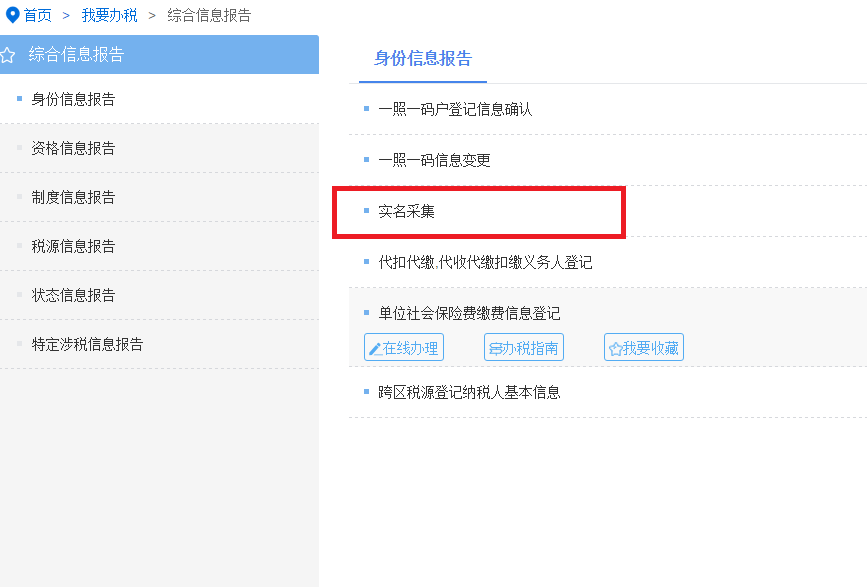 首页 > 我要办税 > 综合信息报告
综合信息报告
身份信息报告
资格信息报告
制度信息报告
税源信息报告
状态信息报告
特定涉税信息报告
身份信息报告
一照一码户登记信息确认
一照一码信息变更
实名采集
代扣代缴,代收代缴扣缴义务人登记
单位社会保险费缴费信息登记
在线办理 办税指南 我要收藏
跨区税源登记纳税人基本信息